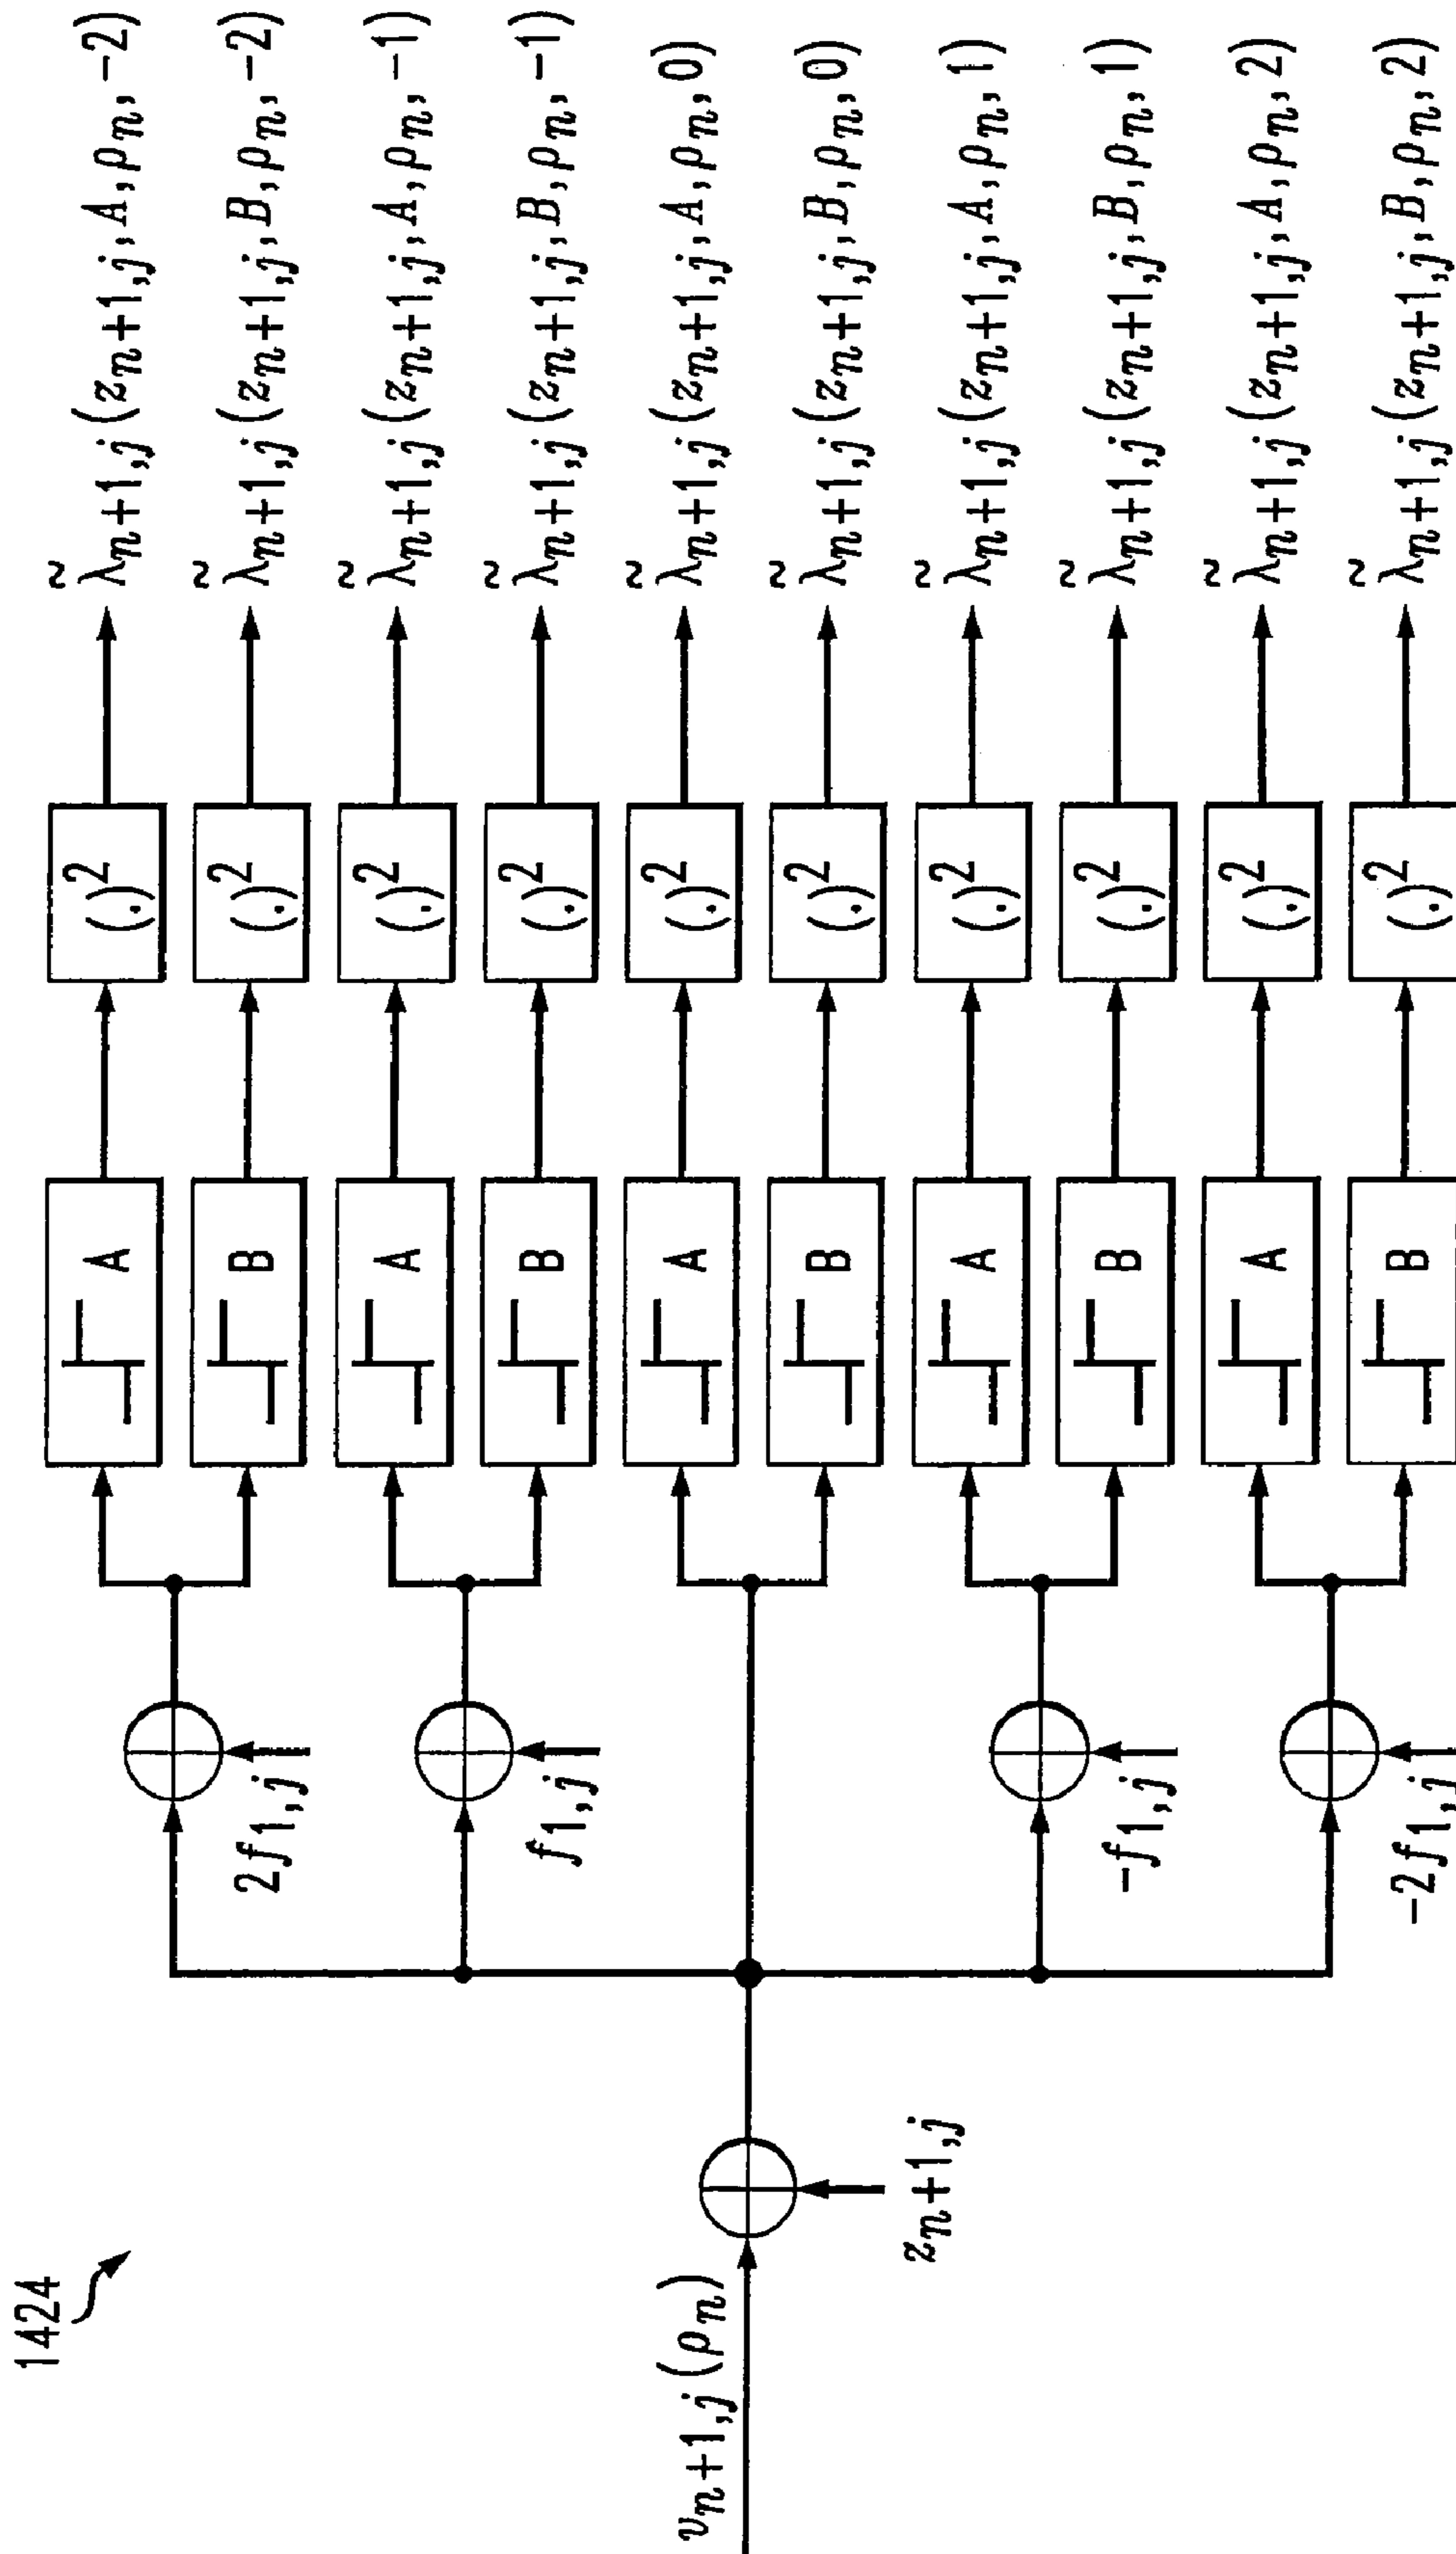 1424
v_{n+1,j}(ρ_n)
z_{n+1,j}
2f_{1,j}
f_{1,j}
-f_{1,j}
-2f_{1,j}
A
B
A
B
A
B
A
B
A
B
(.)²
(.)²
(.)²
(.)²
(.)²
(.)²
(.)²
(.)²
(.)²
(.)²
λ̃_{n+1,j}(z_{n+1,j},A,ρ_n,-2)
λ̃_{n+1,j}(z_{n+1,j},B,ρ_n,-2)
λ̃_{n+1,j}(z_{n+1,j},A,ρ_n,-1)
λ̃_{n+1,j}(z_{n+1,j},B,ρ_n,-1)
λ̃_{n+1,j}(z_{n+1,j},A,ρ_n,0)
λ̃_{n+1,j}(z_{n+1,j},B,ρ_n,0)
λ̃_{n+1,j}(z_{n+1,j},A,ρ_n,1)
λ̃_{n+1,j}(z_{n+1,j},B,ρ_n,1)
λ̃_{n+1,j}(z_{n+1,j},A,ρ_n,2)
λ̃_{n+1,j}(z_{n+1,j},B,ρ_n,2)